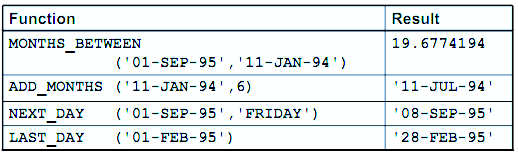 Function Result
MONTHS_BETWEEN 19.6774194
('01-SEP-95','11-JAN-94')
ADD_MONTHS ('11-JAN-94',6) '11-JUL-94'
NEXT_DAY ('01-SEP-95','FRIDAY') '08-SEP-95'
LAST_DAY ('01-FEB-95') '28-FEB-95'